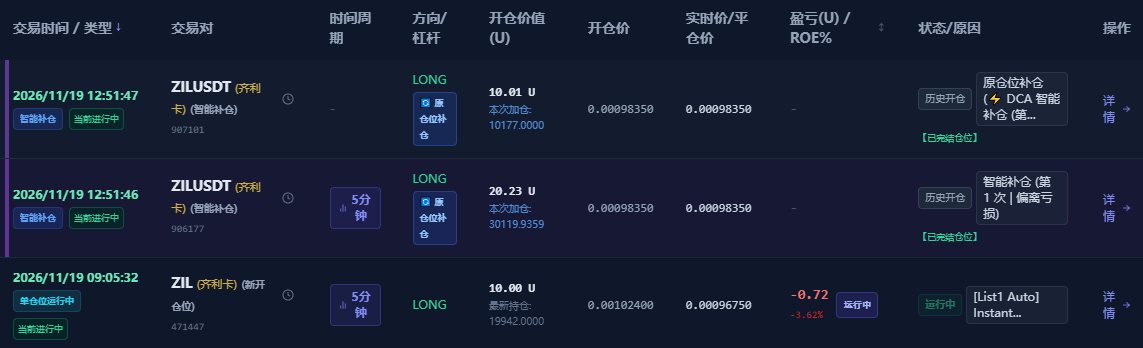 交易时间 / 类型 ↓
交易对
时间周
期
方向/
杠杆
开仓价值
(U)
开仓价
实时价/平
仓价
盈亏(U) /
ROE%
状态/原因
操作
2026/11/19 12:51:47
智能补仓 当前进行中
ZILUSDT (齐利
卡) (智能补仓)
907101
-
LONG
原
仓位补
仓
10.01 U
本次加仓:
10177.0000
0.00098350
0.00098350
-
历史开仓
【已完结仓位】
原仓位补仓
(⚡ DCA 智能
补仓 (第...
详
情 →
2026/11/19 12:51:46
智能补仓 当前进行中
ZILUSDT (齐利
卡) (智能补仓)
906177
5分
钟
LONG
原
仓位补
仓
20.23 U
本次加仓:
30119.9359
0.00098350
0.00098350
-
历史开仓
【已完结仓位】
智能补仓 (第
1 次 | 偏离亏
损)
详
情 →
2026/11/19 09:05:32
单仓位运行中
当前进行中
ZIL (齐利卡) (新开
仓位)
471447
5分
钟
LONG
10.00 U
最新持仓:
19942.0000
0.00102400
0.00096750
-0.72
-3.62%
运行中
运行中
[List1 Auto]
Instant...
详
情 →